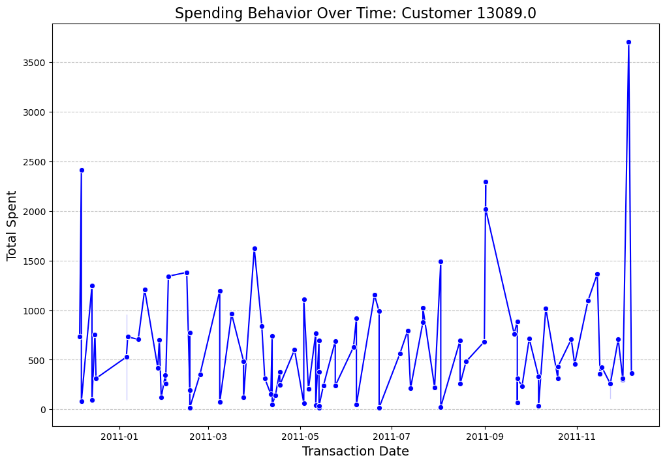 Spending Behavior Over Time: Customer 13089.0
Total Spent
3500
3000
2500
2000
1500
1000
500
0
2011-01 2011-03 2011-05 2011-07 2011-09 2011-11
Transaction Date